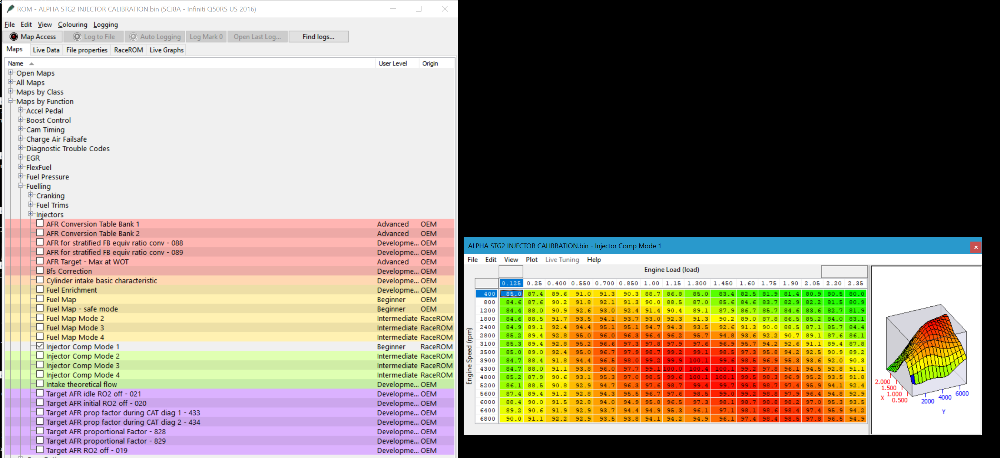 ROM - ALPHA STG2 INJECTOR CALIBRATION.bin (5CJ8A - Infiniti Q50RS US 2016)
File Edit View Colouring Logging
Map Access Log to File Auto Logging Log Mark 0 Open Last Log... Find logs...
Maps Live Data File properties RaceROM Live Graphs
Name User Level Origin
Open Maps
All Maps
Maps by Class
Maps by Function
Accel Pedal
Boost Control
Cam Timing
Charge Air Failsafe
Diagnostic Trouble Codes
EGR
FlexFuel
Fuel Pressure
Fuelling
Cranking
Fuel Trims
Injectors
AFR Conversion Table Bank 1 Advanced OEM
AFR Conversion Table Bank 2 Advanced OEM
AFR for stratified FB equiv ratio conv - 088 Developme... OEM
AFR for stratified FB equiv ratio conv - 089 Developme... OEM
AFR Target - Max at WOT Advanced OEM
Bfs Correction Developme... OEM
Cylinder intake basic characteristic Developme... OEM
Fuel Enrichment Developme... OEM
Fuel Map Beginner OEM
Fuel Map - safe mode Beginner OEM
Fuel Map Mode 2 Intermediate RaceROM
Fuel Map Mode 3 Intermediate RaceROM
Fuel Map Mode 4 Intermediate RaceROM
Injector Comp Mode 1 Beginner RaceROM
Injector Comp Mode 2 Intermediate RaceROM
Injector Comp Mode 3 Intermediate RaceROM
Injector Comp Mode 4 Intermediate RaceROM
Intake theoretical flow Developme... OEM
Target AFR idle RO2 off - 021 Developme... OEM
Target AFR initial RO2 off - 020 Developme... OEM
Target AFR prop factor during CAT diag 1 - 433 Developme... OEM
Target AFR prop factor during CAT diag 2 - 434 Developme... OEM
Target AFR proportional Factor - 828 Developme... OEM
Target AFR proportional Factor - 829 Developme... OEM
Target AFR RO2 off - 019 Developme... OEM
ALPHA STG2 INJECTOR CALIBRATION.bin - Injector Comp Mode 1
File Edit View Plot Live Tuning Help
Engine Load (load)
0.125 0.25 0.400 0.550 0.700 0.850 1.00 1.15 1.300 1.450 1.60 1.75 1.90 2.05 2.20 2.35
Engine Speed (rpm)
400 85.0 87.4 89.6 91.0 91.3 90.3 88.7 86.8 85.0 83.4 82.5 81.9 81.4 80.9 80.5 80.0
800 84.6 87.6 90.2 91.8 92.1 91.3 90.0 88.5 87.0 85.6 84.6 83.7 82.9 82.2 81.5 80.9
1200 84.4 88.0 90.9 92.6 93.0 92.4 91.4 90.4 89.1 87.9 86.7 85.7 84.6 83.6 82.7 81.9
1800 84.6 88.5 91.7 93.5 94.1 93.7 93.0 92.3 91.3 90.2 89.0 87.8 86.5 85.2 84.0 83.1
2400 84.9 89.1 92.4 94.4 95.1 95.1 94.7 94.3 93.5 92.6 91.3 90.0 88.5 87.1 85.7 84.4
2800 85.2 89.4 92.8 95.0 96.0 96.3 96.4 96.2 95.7 94.8 93.6 92.2 90.7 89.1 87.6 86.1
3100 85.3 89.4 92.8 95.2 96.6 97.3 97.8 97.9 97.6 96.9 95.7 94.2 92.6 91.1 89.4 87.8
3500 85.0 89.0 92.4 95.0 96.7 97.9 98.7 99.2 99.1 98.5 97.3 95.8 94.2 92.5 90.9 89.2
3900 84.7 88.4 91.8 94.4 96.5 98.0 99.2 99.9 100.1 99.6 98.5 96.9 95.3 93.6 92.0 90.3
4300 84.7 88.0 91.1 93.8 96.0 97.7 99.1 100.0 100.4 100.1 99.2 97.8 96.1 94.5 92.8 91.1
4800 85.2 87.9 90.6 93.1 95.3 97.0 98.5 99.6 100.1 100.1 99.5 98.3 96.9 95.2 93.5 91.8
5200 86.1 88.5 90.8 92.9 94.7 96.3 97.6 98.7 99.4 99.7 99.5 98.7 97.4 95.9 94.1 92.4
5600 87.4 89.4 91.2 92.8 94.3 95.5 96.7 97.6 98.5 99.0 99.2 98.8 97.9 96.4 94.8 92.9
6000 88.4 90.0 91.5 92.8 94.0 94.9 95.8 96.5 97.3 98.1 98.7 98.8 98.2 97.0 95.3 93.5
6400 89.2 90.6 91.9 92.9 93.7 94.4 94.9 95.3 96.1 97.1 98.1 98.6 98.4 97.4 95.9 94.2
6800 90.0 91.1 92.2 92.9 93.5 93.8 94.1 94.2 94.9 96.1 97.4 98.4 98.5 97.8 96.5 94.9
2.000
1.500
1.000
0.500
X
2000 4000 6000
Y